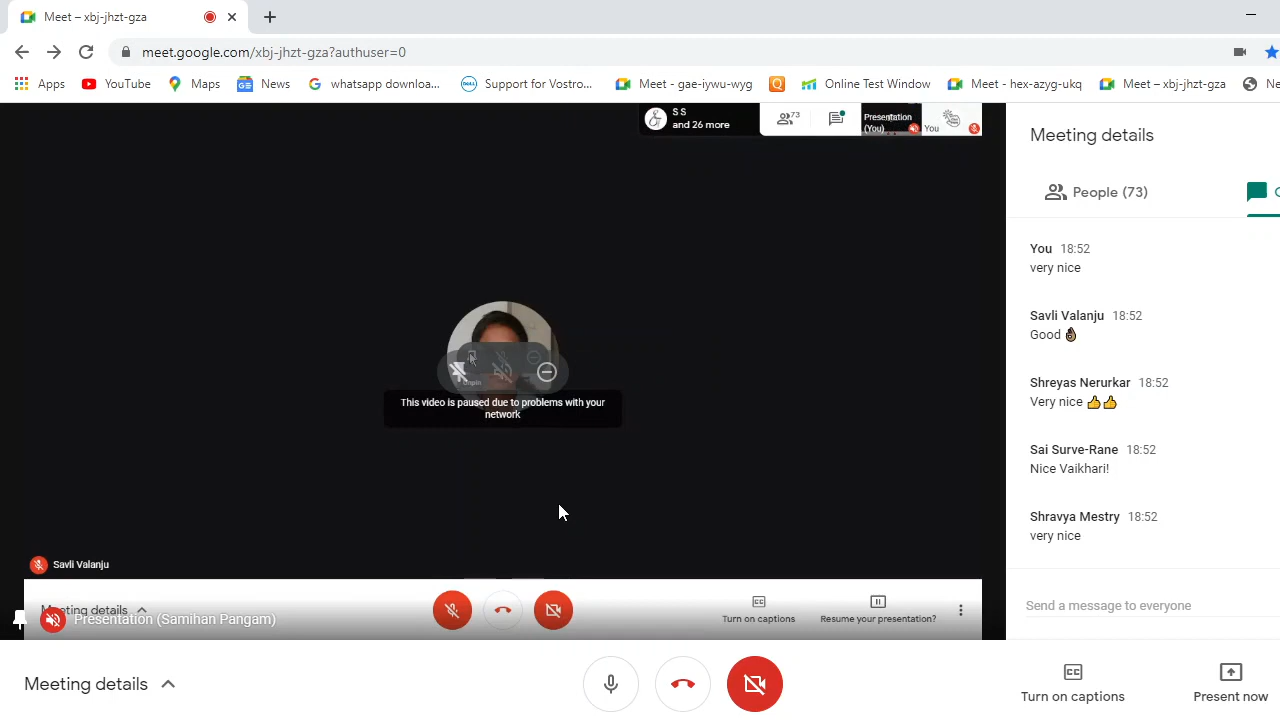 Meet – xbj-jhzt-gza
meet.google.com/xbj-jhzt-gza?authuser=0
Apps YouTube Maps News whatsapp downloa... Support for Vostro... Meet - gae-iywu-wyg Online Test Window Meet - hex-azyg-ukq Meet – xbj-jhzt-gza Ne
S S
and 26 more
73
Presentation
(You)
You
Meeting details
People (73)
You 18:52
very nice
Savli Valanju 18:52
Good 👌🏿
Shreyas Nerurkar 18:52
Very nice 👍👍
Sai Surve-Rane 18:52
Nice Vaikhari!
Shravya Mestry 18:52
very nice
Send a message to everyone
Unpin
This video is paused due to problems with your
network
Savli Valanju
Meeting details
Presentation (Samihan Pangam)
Turn on captions
Resume your presentation?
Meeting details
Turn on captions
Present now